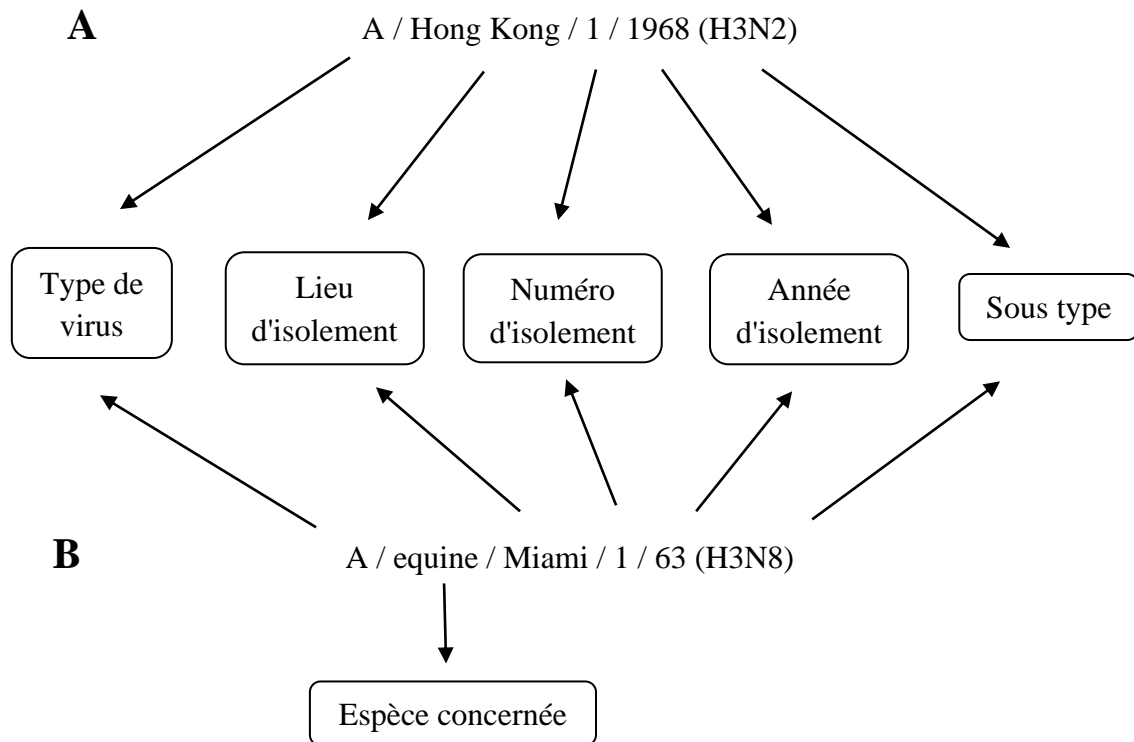 A
A / Hong Kong / 1 / 1968 (H3N2)
Type de
virus
Lieu
d'isolement
Numéro
d'isolement
Année
d'isolement
Sous type
B
A / equine / Miami / 1 / 63 (H3N8)
Espèce concernée